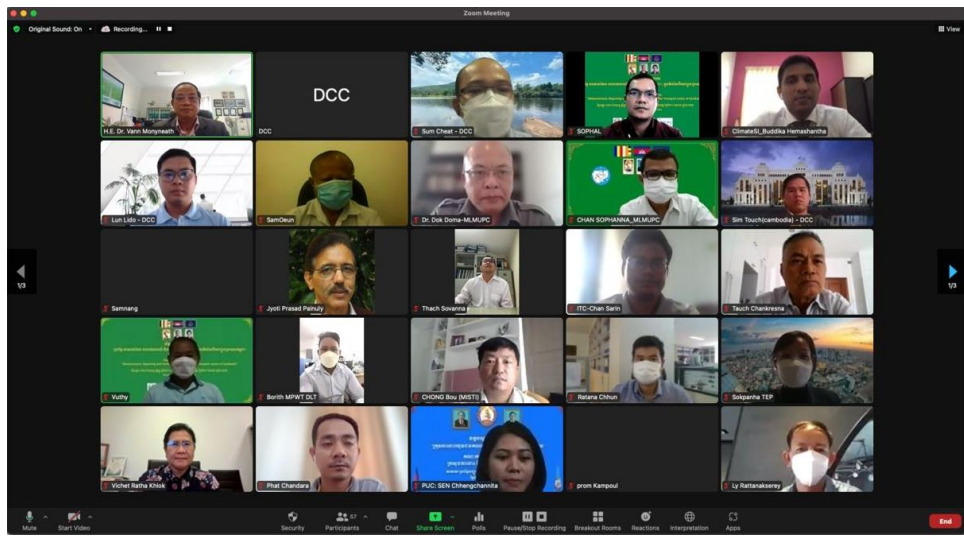 Zoom Meeting
Original Sound: On
Recording...
View
H.E. Dr. Vann Monyneath
DCC
DCC
Sum Cheat - DCC
SOPHAL
ClimateSI_Buddika Hemashantha
Lun Lido - DCC
SamOeun
Dr. Dok Doma-MLMUPC
CHAN SOPHANNA_MLMUPC
Sim Touch(cambodia) - DCC
Samnang
Jyoti Prasad Painuly
Thach Sovanna
ITC-Chan Sarin
Tauch Chankresna
1/3
1/3
Vuthy
Borith MPWT DLT
CHONG Bou (MISTI)
Ratana Chhun
Sokpanha TEP
Vichet Ratha Khlok
Phat Chandara
PUC: SEN Chhengchannita
prom Kampoul
Ly Rattanakserey
Mute
Start Video
Security
Participants
57
Chat
Share Screen
Polls
Pause/Stop Recording
Breakout Rooms
Reactions
Interpretation
Apps
End